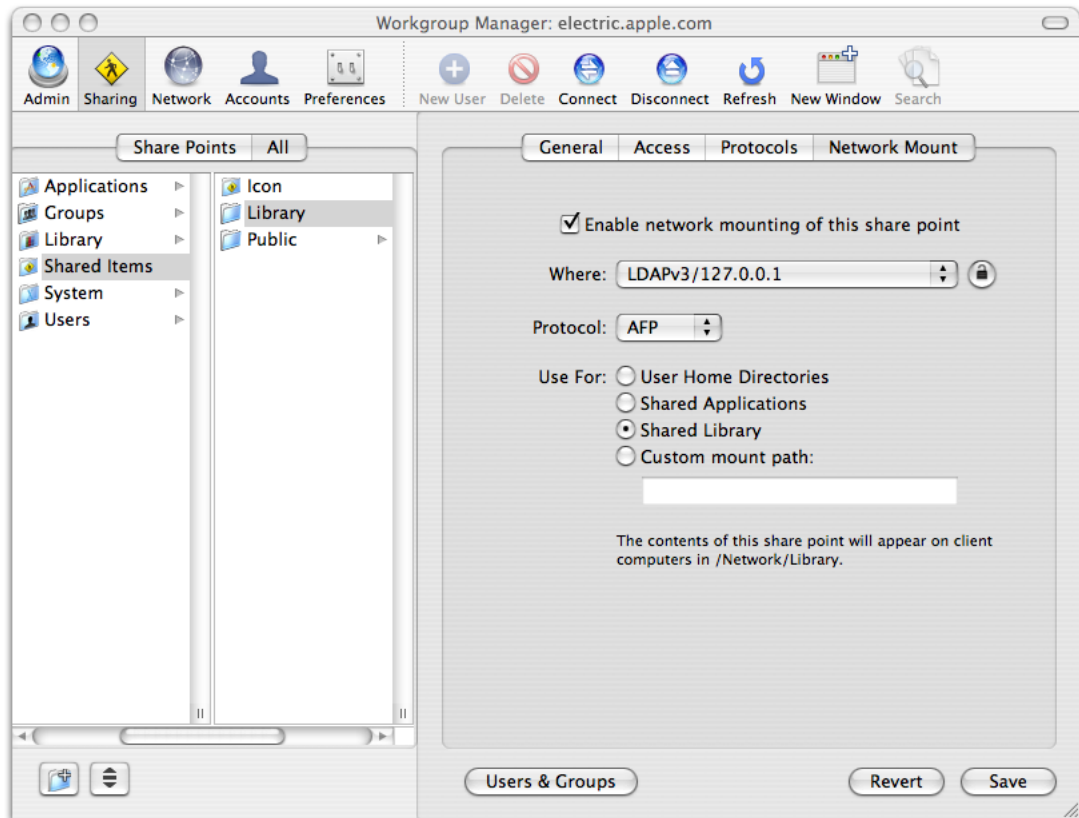 Workgroup Manager: electric.apple.com
Admin Sharing Network Accounts Preferences New User Delete Connect Disconnect Refresh New Window Search
Share Points All
Applications
Groups
Library
Shared Items
System
Users
Icon
Library
Public
General Access Protocols Network Mount
Enable network mounting of this share point
Where: LDAPv3/127.0.0.1
Protocol: AFP
Use For: User Home Directories
Shared Applications
Shared Library
Custom mount path:
The contents of this share point will appear on client
computers in /Network/Library.
Users & Groups Revert Save